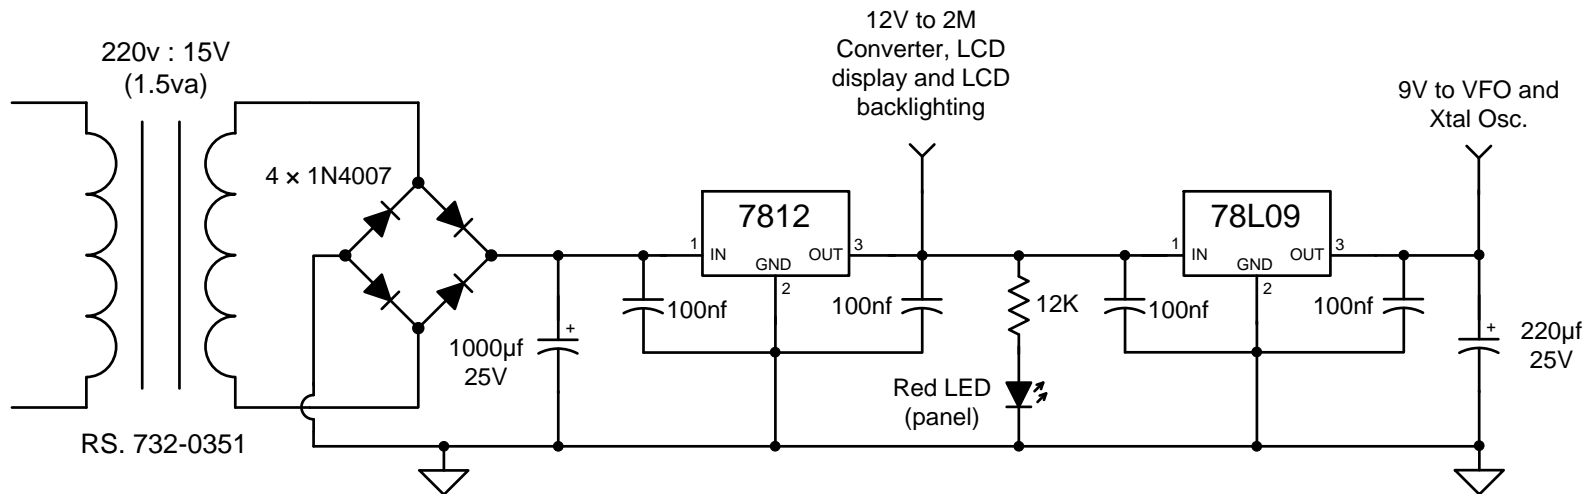 220v : 15V
(1.5va)
RS. 732-0351
4 × 1N4007
1000µf
25V
+
100nf
7812
1
IN
GND
OUT
3
2
100nf
12V to 2M
Converter, LCD
display and LCD
backlighting
12K
Red LED
(panel)
100nf
78L09
1
IN
GND
OUT
3
2
100nf
9V to VFO and
Xtal Osc.
+
220µf
25V